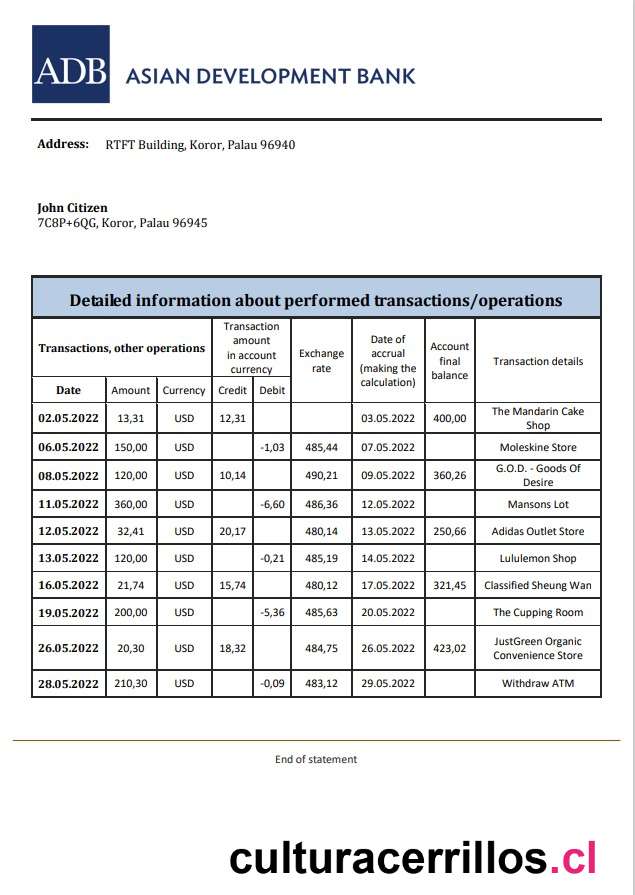 ADB ASIAN DEVELOPMENT BANK
Address: RTFT Building, Koror, Palau 96940
John Citizen
7C8P+6QG, Koror, Palau 96945
Detailed information about performed transactions/operations
Transactions, other operations
Transaction
amount
in account
currency
Exchange
rate
Date of
accrual
(making the
calculation)
Account
final
balance
Transaction details
Date Amount Currency Credit Debit
02.05.2022 13,31 USD 12,31 03.05.2022 400,00 The Mandarin Cake
Shop
06.05.2022 150,00 USD -1,03 485,44 07.05.2022 Moleskine Store
08.05.2022 120,00 USD 10,14 490,21 09.05.2022 360,26 G.O.D. - Goods Of
Desire
11.05.2022 360,00 USD -6,60 486,36 12.05.2022 Mansons Lot
12.05.2022 32,41 USD 20,17 480,14 13.05.2022 250,66 Adidas Outlet Store
13.05.2022 120,00 USD -0,21 485,19 14.05.2022 Lululemon Shop
16.05.2022 21,74 USD 15,74 480,12 17.05.2022 321,45 Classified Sheung Wan
19.05.2022 200,00 USD -5,36 485,63 20.05.2022 The Cupping Room
26.05.2022 20,30 USD 18,32 484,75 26.05.2022 423,02 JustGreen Organic
Convenience Store
28.05.2022 210,30 USD -0,09 483,12 29.05.2022 Withdraw ATM
End of statement
culturacerrillos.cl